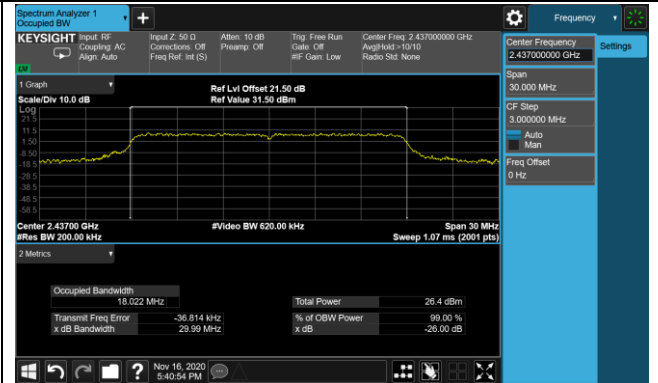 Spectrum Analyzer 1
Occupied BW
+
Frequency
KEYSIGHT
Input: RF
Coupling: AC
Align: Auto
Input Z: 50 Ω
Corrections: Off
Freq Ref: Int (S)
Atten: 10 dB
Preamp: Off
Trig: Free Run
Gate: Off
#IF Gain: Low
Center Freq: 2.437000000 GHz
Avg|Hold:>10/10
Radio Std: None
LXI
Center Frequency
2.437000000 GHz
Settings
Span
30.000 MHz
CF Step
3.000000 MHz
Auto
Man
Freq Offset
0 Hz
1 Graph
Scale/Div 10.0 dB
Ref Lvl Offset 21.50 dB
Ref Value 31.50 dBm
Log
21.5
11.5
1.50
-8.50
-18.5
-28.5
-38.5
-48.5
-58.5
Center 2.43700 GHz
#Res BW 200.00 kHz
#Video BW 620.00 kHz
Span 30 MHz
Sweep 1.07 ms (2001 pts)
2 Metrics
Occupied Bandwidth
18.022 MHz
Total Power 26.4 dBm
Transmit Freq Error -36.814 kHz
% of OBW Power 99.00 %
x dB Bandwidth 29.99 MHz
x dB -26.00 dB
?
Nov 16, 2020
5:40:54 PM